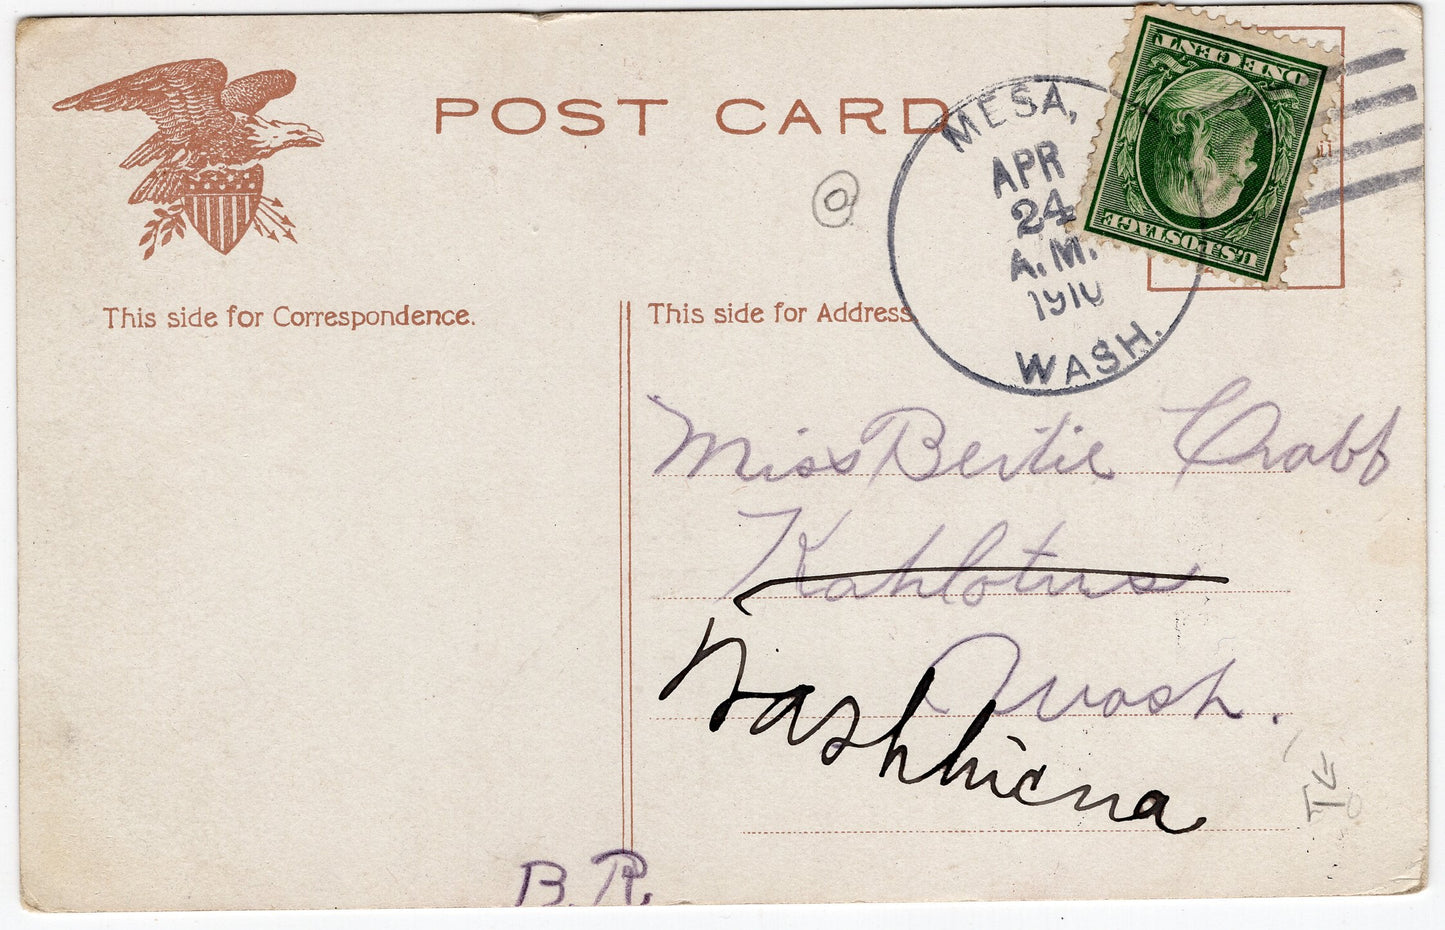 POST CARD
MESA,
APR
24
A.M.
1910
WASH.
ONE CENT
U.S. POSTAGE
This side for Correspondence.
This side for Address.
Miss Bertie Crabb
Kahlotus
Wash.
Washtucna
B. R.